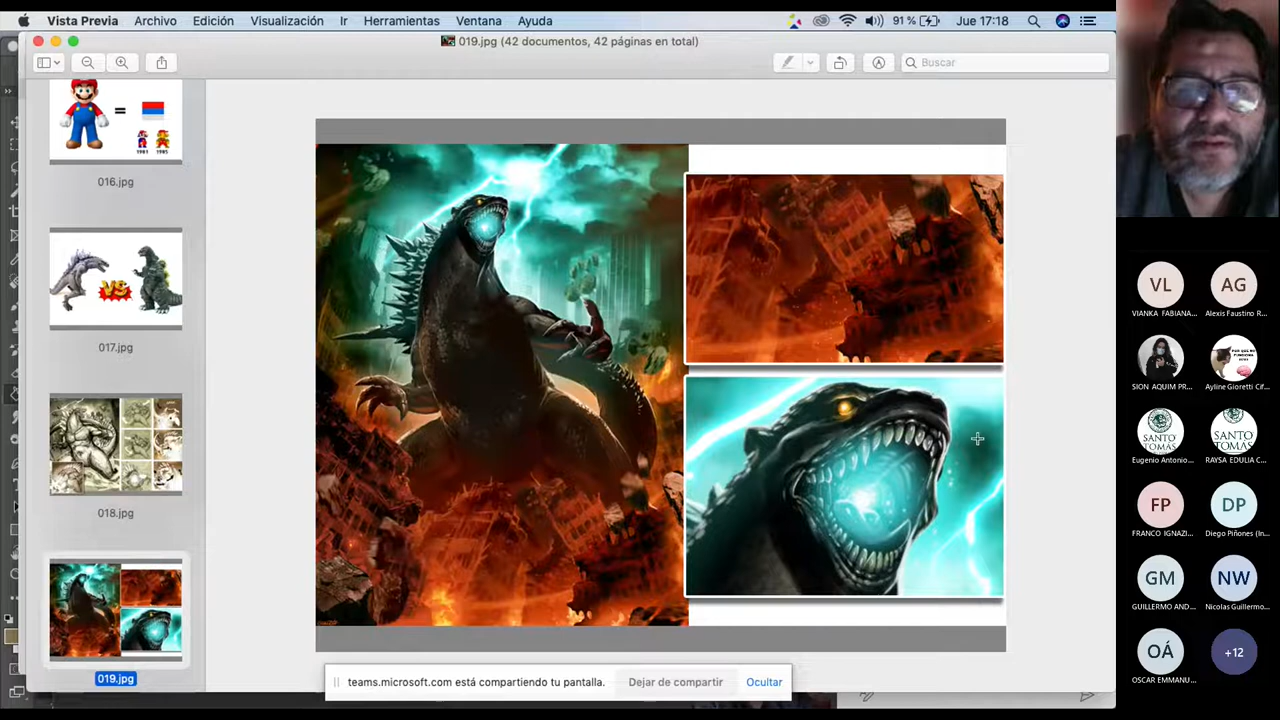 Vista Previa Archivo Edición Visualización Ir Herramientas Ventana Ayuda
91 % Jue 17:18
019.jpg (42 documentos, 42 páginas en total)
Buscar
=
1981 1985
016.jpg
VS
017.jpg
018.jpg
019.jpg
teams.microsoft.com está compartiendo tu pantalla. Dejar de compartir Ocultar
VL AG
VIANKA FABIANA... Alexis Faustino R...
SION AQUIM PR... Ayline Gioretti Cif...
SANTO TOMÁS SANTO TOMÁS
Eugenio Antonio... RAYSA EDULIA C...
FP DP
FRANCO IGNAZI... Diego Piñones (In...
GM NW
GUILLERMO AND... Nicolas Guillermo...
OÁ +12
OSCAR EMMANU...